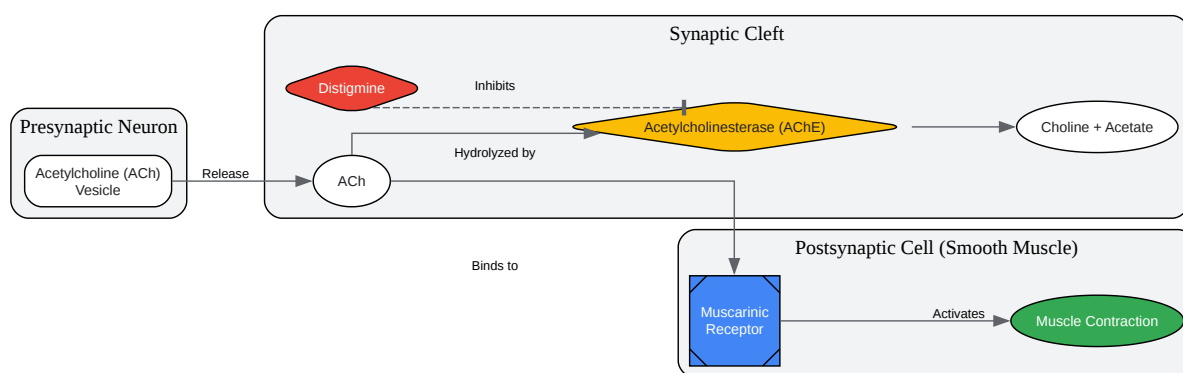 Synaptic Cleft
Distigmine
Inhibits
Acetylcholinesterase (AChE)
Choline + Acetate
Presynaptic Neuron
Acetylcholine (ACh)
Vesicle
Release
ACh
Hydrolyzed by
Binds to
Postsynaptic Cell (Smooth Muscle)
Muscarinic
Receptor
Activates
Muscle Contraction